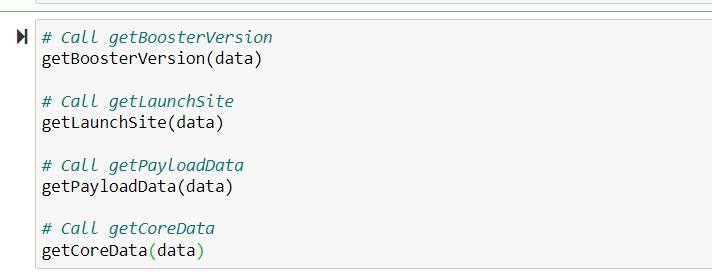 # Call getBoosterVersion
getBoosterVersion(data)
# Call getLaunchSite
getLaunchSite(data)
# Call getPayloadData
getPayloadData(data)
# Call getCoreData
getCoreData(data)